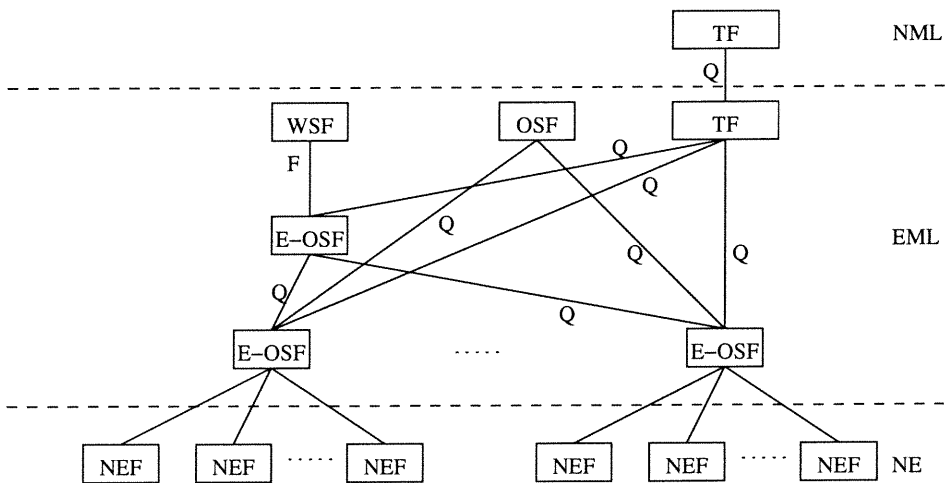 TF NML
Q
WSF OSF TF
F Q
Q
Q
E-OSF Q Q EML
Q
Q
E-OSF ..... E-OSF
NEF NEF ..... NEF NEF NEF ..... NEF NE